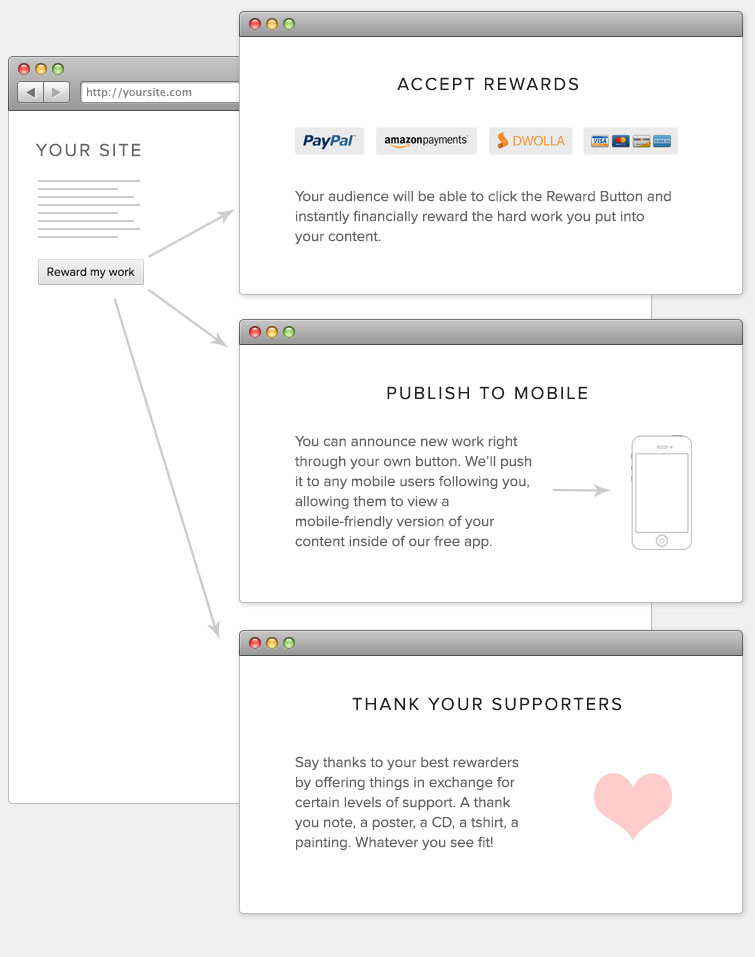 http://yoursite.com
YOUR SITE
Reward my work
ACCEPT REWARDS
PayPal amazonpayments DWOLLA VISA
Your audience will be able to click the Reward Button and
instantly financially reward the hard work you put into
your content.
PUBLISH TO MOBILE
You can announce new work right
through your own button. We’ll push
it to any mobile users following you,
allowing them to view a
mobile-friendly version of your
content inside of our free app.
THANK YOUR SUPPORTERS
Say thanks to your best rewarders
by offering things in exchange for
certain levels of support. A thank
you note, a poster, a CD, a tshirt, a
painting. Whatever you see fit!